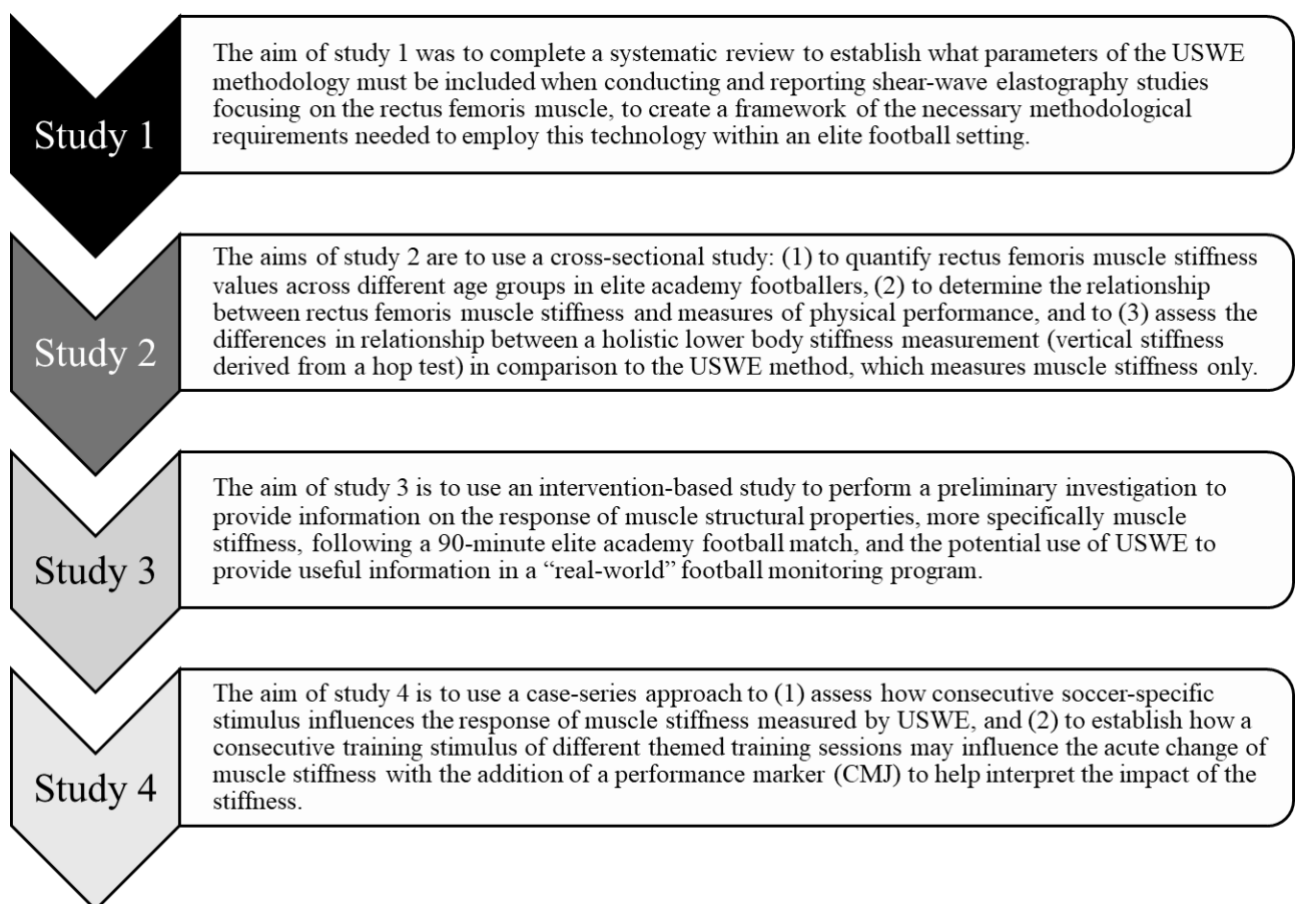 Study 1
The aim of study 1 was to complete a systematic review to establish what parameters of the USWE
methodology must be included when conducting and reporting shear-wave elastography studies
focusing on the rectus femoris muscle, to create a framework of the necessary methodological
requirements needed to employ this technology within an elite football setting.
Study 2
The aims of study 2 are to use a cross-sectional study: (1) to quantify rectus femoris muscle stiffness
values across different age groups in elite academy footballers, (2) to determine the relationship
between rectus femoris muscle stiffness and measures of physical performance, and to (3) assess the
differences in relationship between a holistic lower body stiffness measurement (vertical stiffness
derived from a hop test) in comparison to the USWE method, which measures muscle stiffness only.
Study 3
The aim of study 3 is to use an intervention-based study to perform a preliminary investigation to
provide information on the response of muscle structural properties, more specifically muscle
stiffness, following a 90-minute elite academy football match, and the potential use of USWE to
provide useful information in a “real-world” football monitoring program.
Study 4
The aim of study 4 is to use a case-series approach to (1) assess how consecutive soccer-specific
stimulus influences the response of muscle stiffness measured by USWE, and (2) to establish how a
consecutive training stimulus of different themed training sessions may influence the acute change of
muscle stiffness with the addition of a performance marker (CMJ) to help interpret the impact of the
stiffness.